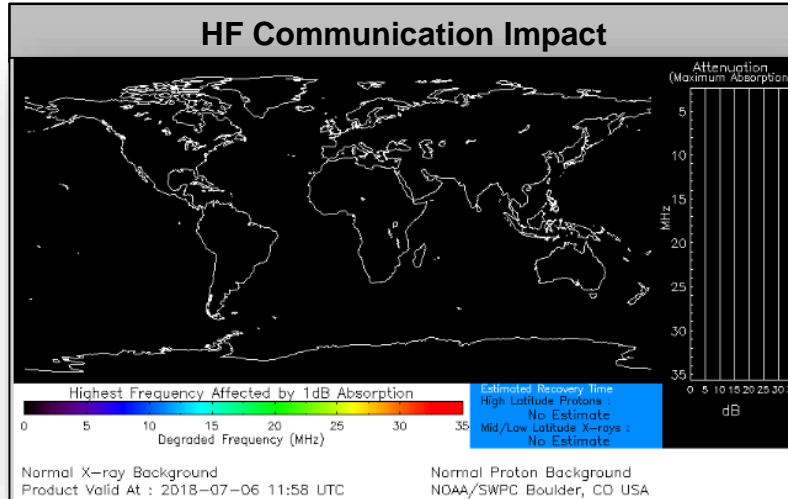 HF Communication Impact
Attenuation
(Maximum Absorption
5
10
15
MHz
20
25
30
35
0 5 10 15 20 25 30 3
dB
Highest Frequency Affected by 1dB Absorption
0 5 10 15 20 25 30 35
Degraded Frequency (MHz)
Estimated Recovery Time
High Latitude Protons :
No Estimate
Mid/Low Latitude X-rays :
No Estimate
Normal X-ray Background
Product Valid At : 2018-07-06 11:58 UTC
Normal Proton Background
NOAA/SWPC Boulder, CO USA